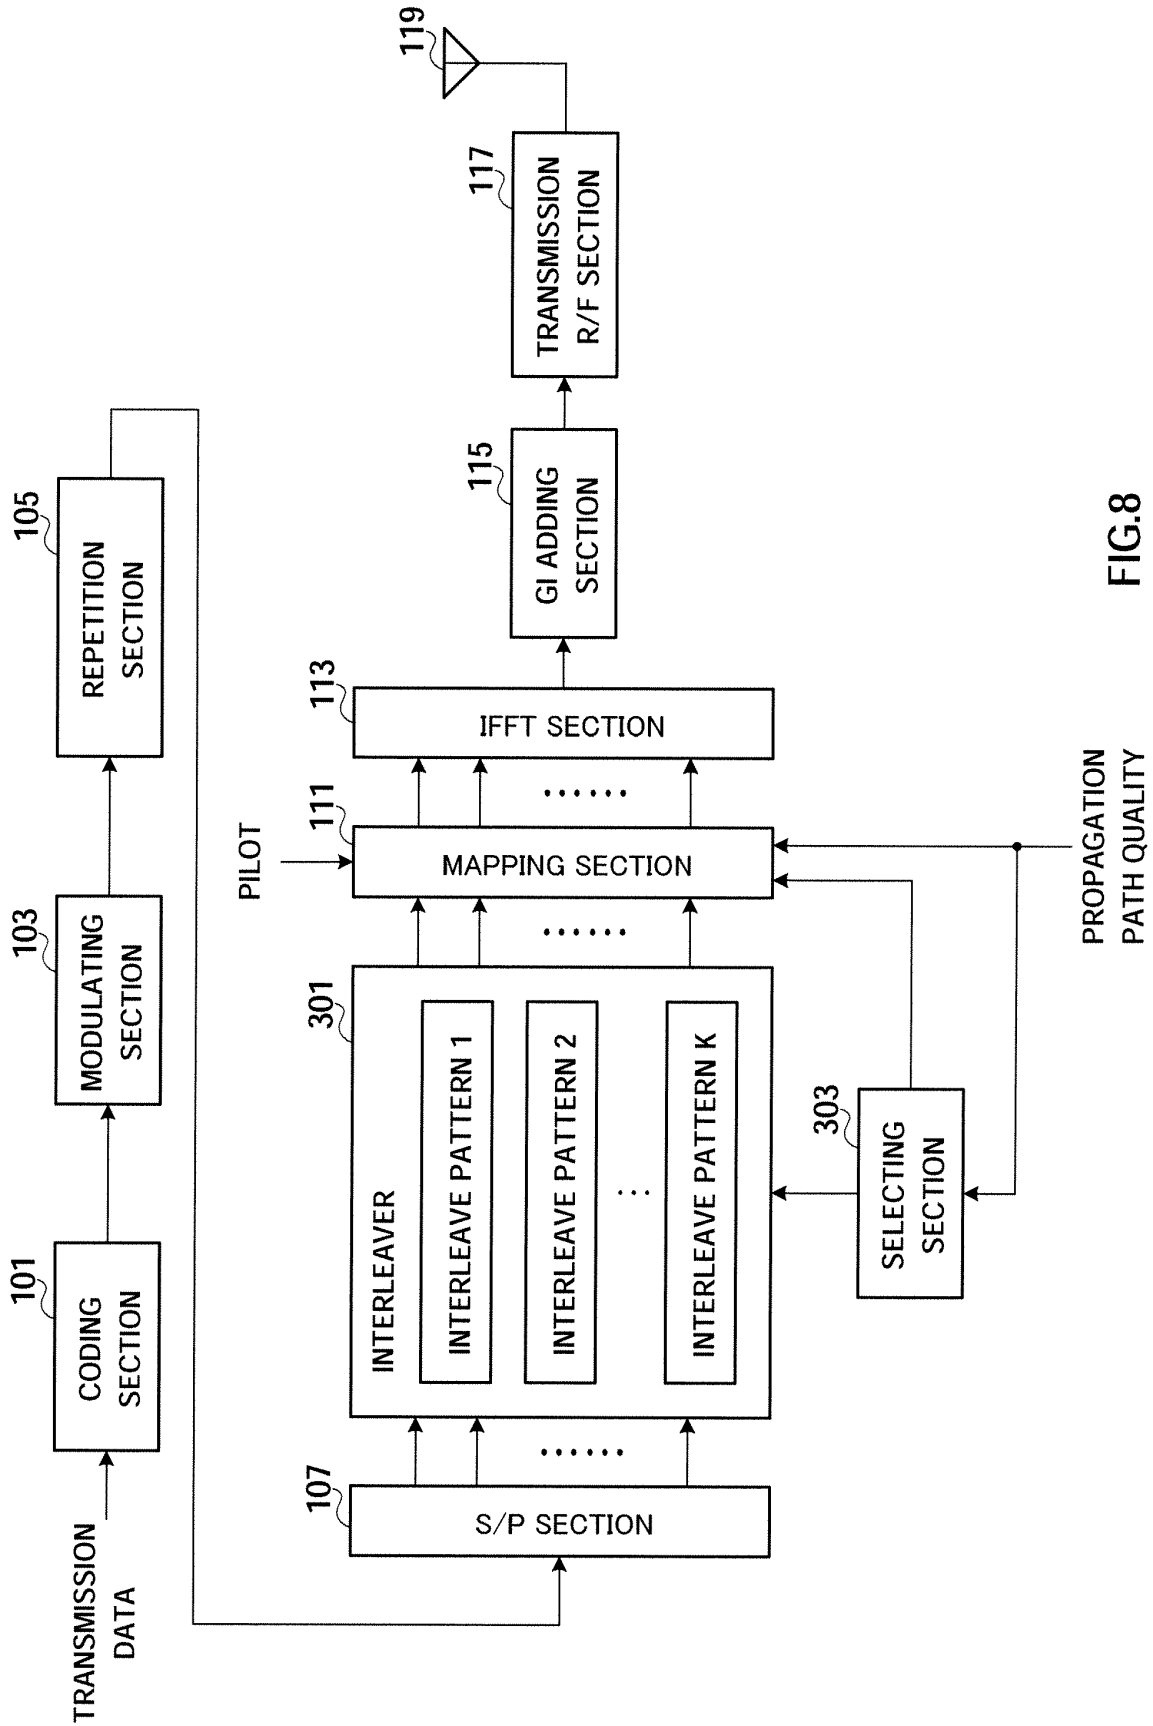 TRANSMISSION
DATA
101
CODING
SECTION
103
MODULATING
SECTION
105
REPETITION
SECTION
107
S/P SECTION
301
INTERLEAVER
INTERLEAVE PATTERN 1
INTERLEAVE PATTERN 2
INTERLEAVE PATTERN K
PILOT
111
MAPPING SECTION
113
IFFT SECTION
115
GI ADDING
SECTION
117
TRANSMISSION
R/F SECTION
119
303
SELECTING
SECTION
PROPAGATION
PATH QUALITY
FIG.8